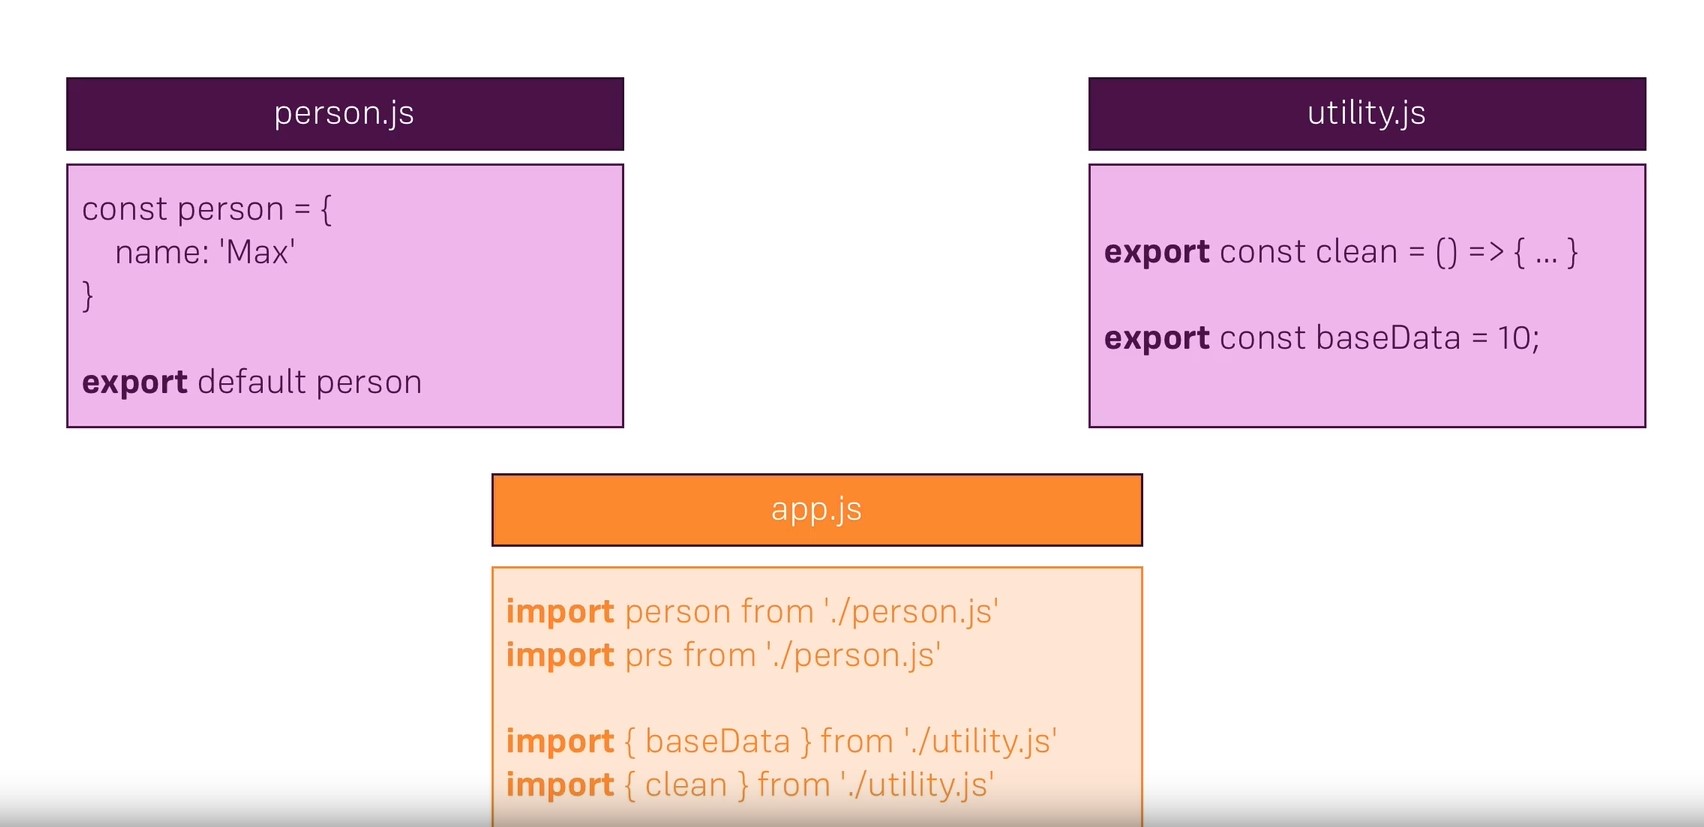 person.js
const person = {
name: 'Max'
}
export default person
utility.js
export const clean = () => { ... }
export const baseData = 10;
app.js
import person from './person.js'
import prs from './person.js'
import { baseData } from './utility.js'
import { clean } from './utility.js'